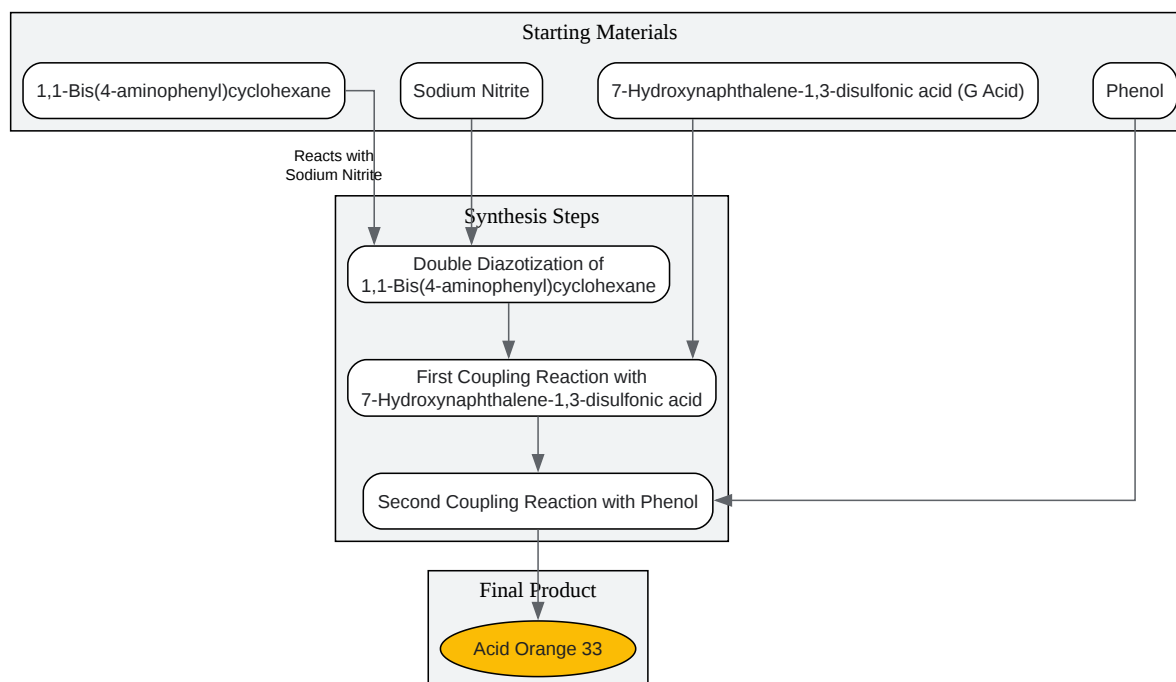 Starting Materials
1,1-Bis(4-aminophenyl)cyclohexane
Sodium Nitrite
7-Hydroxynaphthalene-1,3-disulfonic acid (G Acid)
Phenol
Reacts with
Sodium Nitrite
Synthesis Steps
Double Diazotization of
1,1-Bis(4-aminophenyl)cyclohexane
First Coupling Reaction with
7-Hydroxynaphthalene-1,3-disulfonic acid
Second Coupling Reaction with Phenol
Final Product
Acid Orange 33